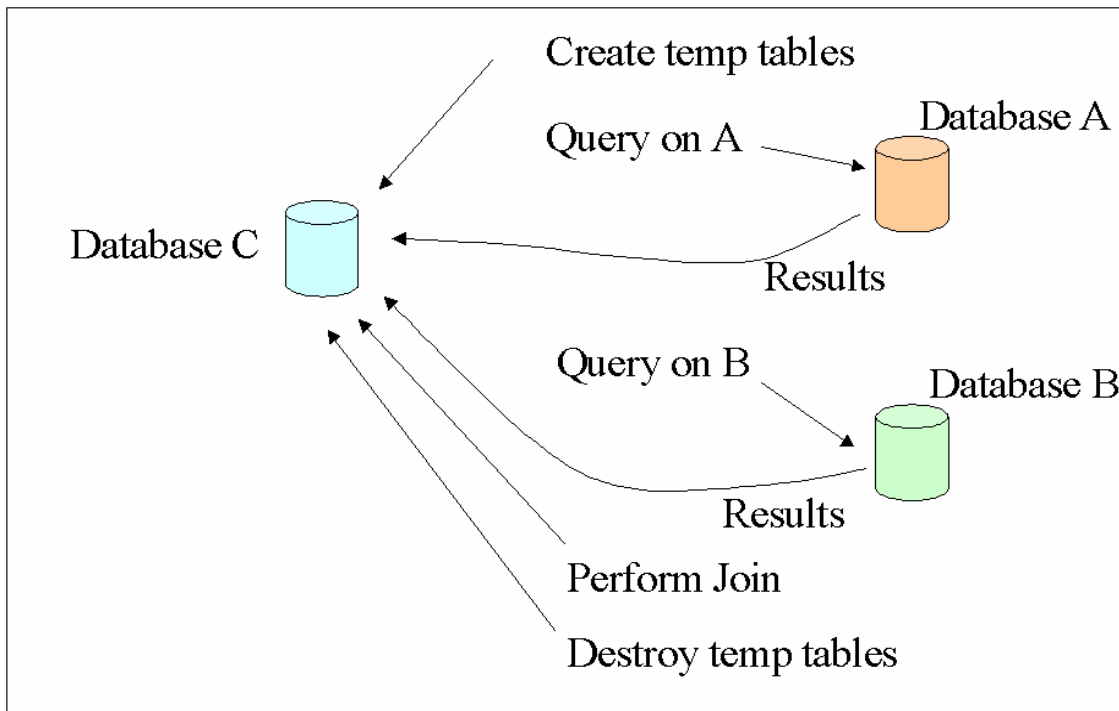 Create temp tables
Database A
Query on A
Database C
Results
Query on B
Database B
Results
Perform Join
Destroy temp tables